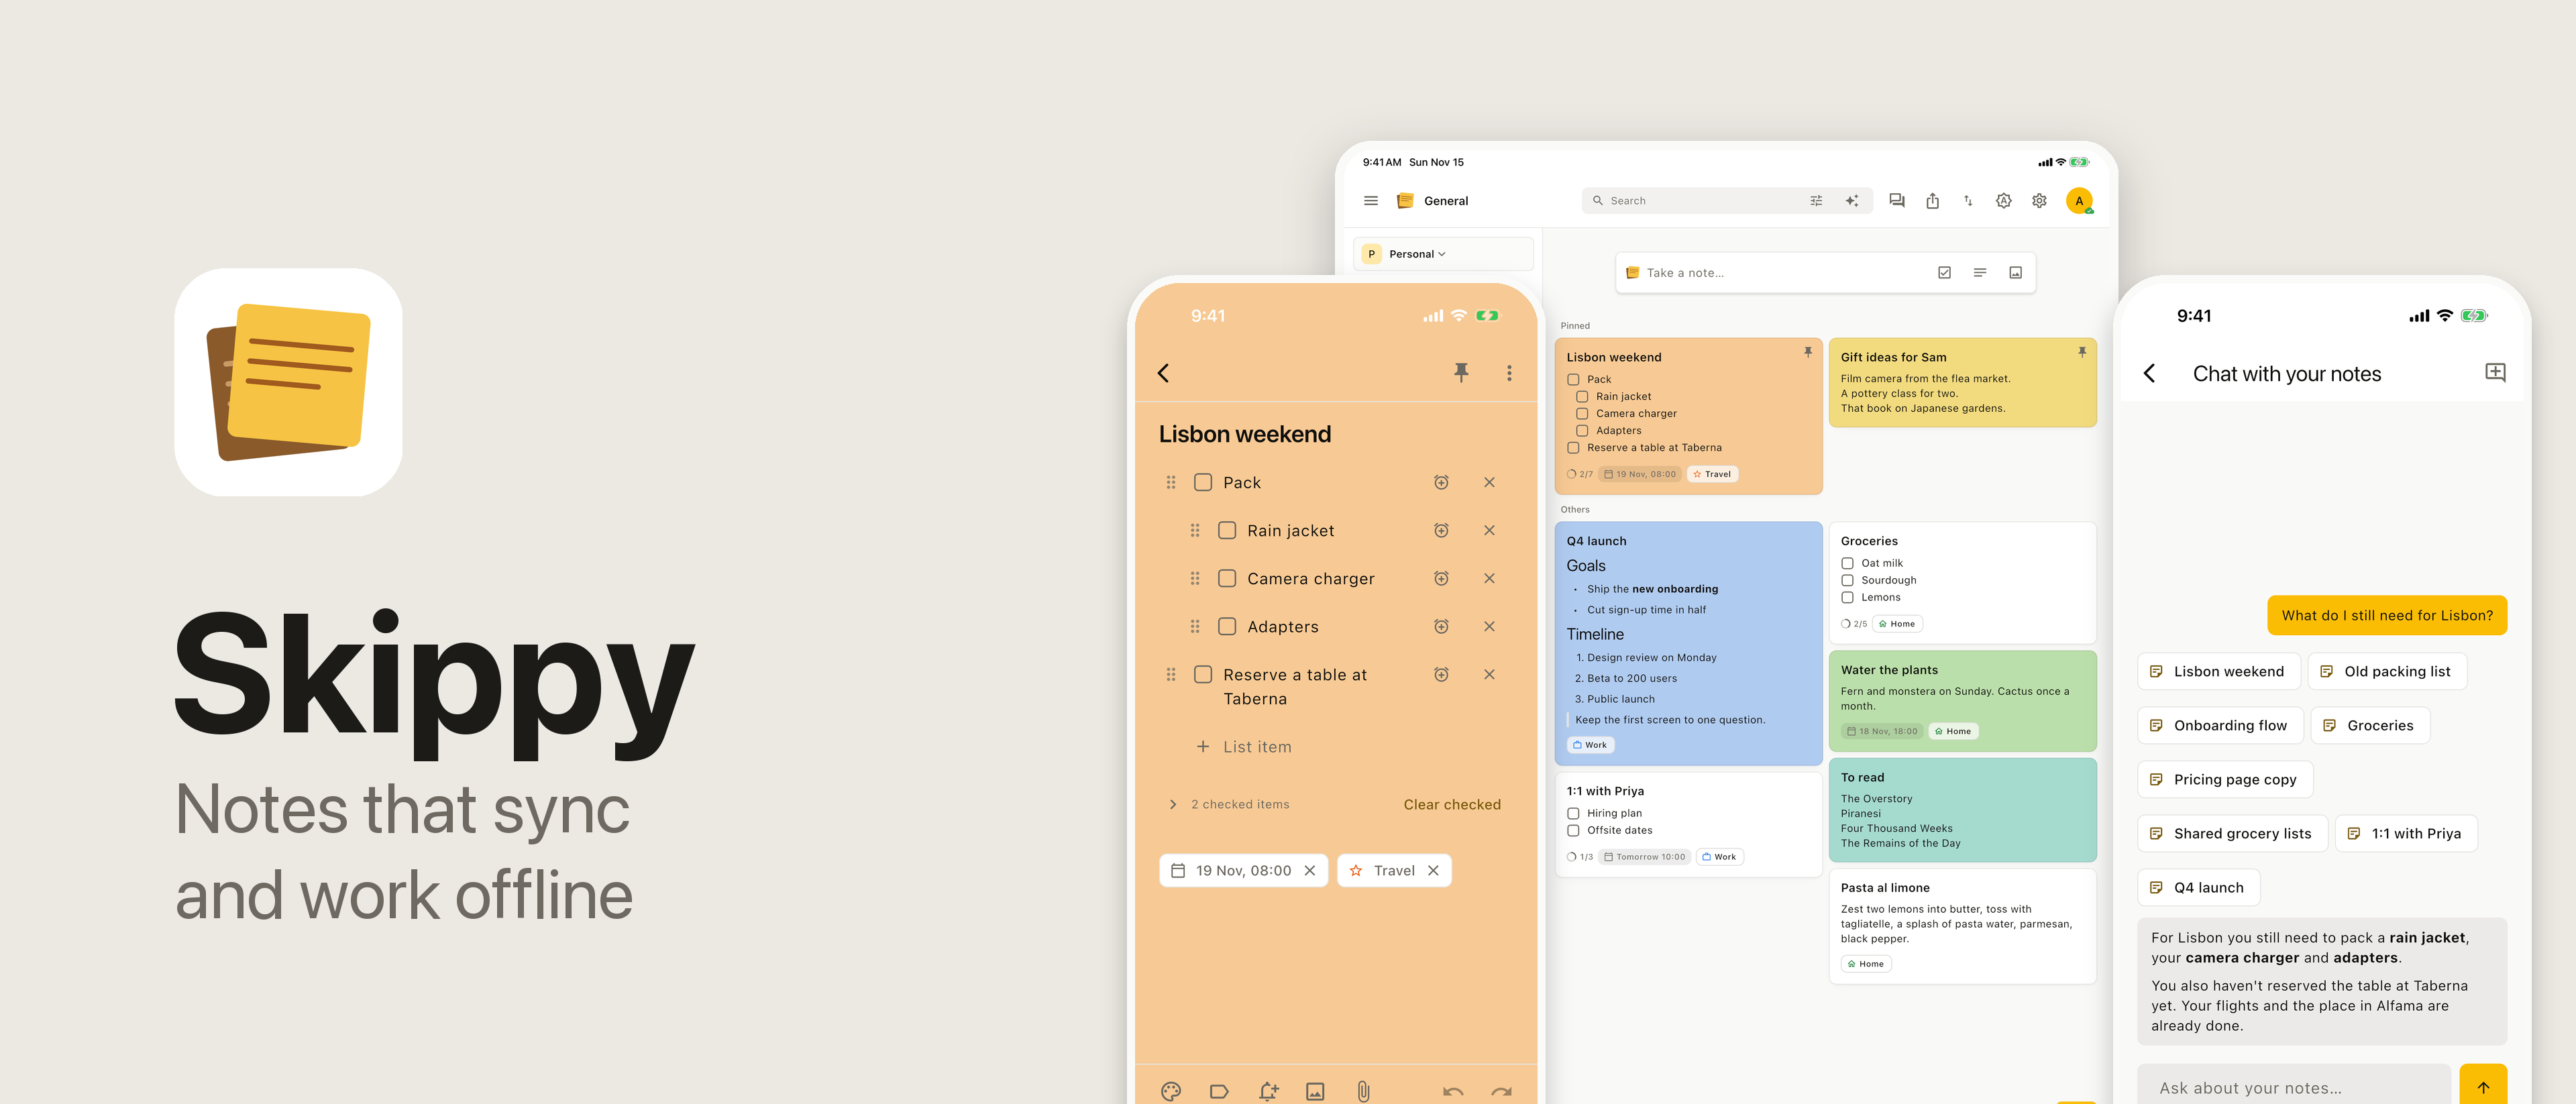 Skippy
Notes that sync
and work offline
9:41
Lisbon weekend
Pack
Rain jacket
Camera charger
Adapters
Reserve a table at
Taberna
List item
2 checked items
Clear checked
19 Nov, 08:00
Travel
9:41 AM Sun Nov 15
General
Search
A
P
Personal
Take a note...
Pinned
Lisbon weekend
Pack
Rain jacket
Camera charger
Adapters
Reserve a table at Taberna
2/7
19 Nov, 08:00
Travel
Gift ideas for Sam
Film camera from the flea market.
A pottery class for two.
That book on Japanese gardens.
Others
Q4 launch
Goals
• Ship the new onboarding
• Cut sign-up time in half
Timeline
1. Design review on Monday
2. Beta to 200 users
3. Public launch
Keep the first screen to one question.
Work
1:1 with Priya
Hiring plan
Offsite dates
1/3
Tomorrow 10:00
Work
Groceries
Oat milk
Sourdough
Lemons
2/5
Home
Water the plants
Fern and monstera on Sunday. Cactus once a
month.
18 Nov, 18:00
Home
To read
The Overstory
Piranesi
Four Thousand Weeks
The Remains of the Day
Pasta al limone
Zest two lemons into butter, toss with
tagliatelle, a splash of pasta water, parmesan,
black pepper.
Home
9:41
Chat with your notes
What do I still need for Lisbon?
Lisbon weekend
Old packing list
Onboarding flow
Groceries
Pricing page copy
Shared grocery lists
1:1 with Priya
Q4 launch
For Lisbon you still need to pack a rain jacket,
your camera charger and adapters.
You also haven't reserved the table at Taberna
yet. Your flights and the place in Alfama are
already done.
Ask about your notes...